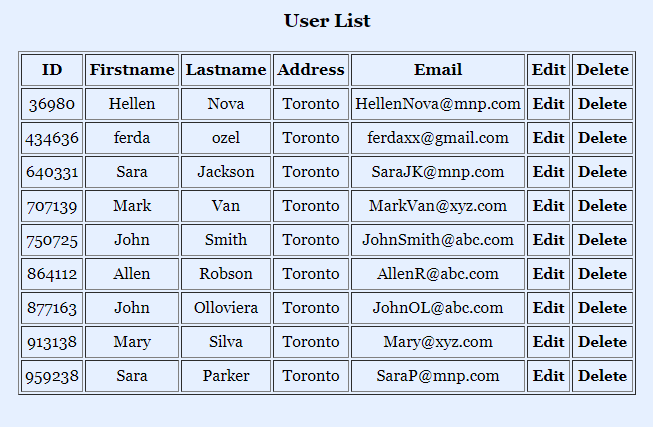 User List
ID Firstname Lastname Address Email Edit Delete
36980 Hellen Nova Toronto HellenNova@mnp.com Edit Delete
434636 ferda ozel Toronto ferdaxx@gmail.com Edit Delete
640331 Sara Jackson Toronto SaraJK@mnp.com Edit Delete
707139 Mark Van Toronto MarkVan@xyz.com Edit Delete
750725 John Smith Toronto JohnSmith@abc.com Edit Delete
864112 Allen Robson Toronto AllenR@abc.com Edit Delete
877163 John Olloviera Toronto JohnOL@abc.com Edit Delete
913138 Mary Silva Toronto Mary@xyz.com Edit Delete
959238 Sara Parker Toronto SaraP@mnp.com Edit Delete